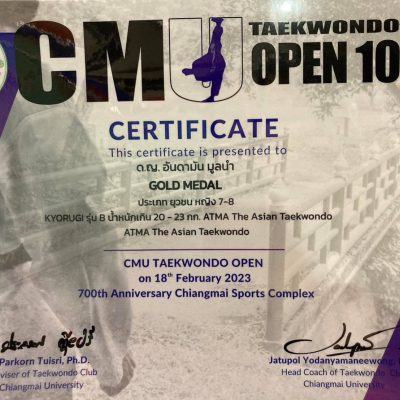 CMU TAEKWONDO
OPEN 10
CERTIFICATE
This certificate is presented to
ด.ญ. อันดามัน มูลนำ
GOLD MEDAL
ประเภท ยุวชน หญิง 7-8
KYORUGI รุ่น B น้ำหนักเกิน 20 - 23 กก. ATMA The Asian Taekwondo
ATMA The Asian Taekwondo
CMU TAEKWONDO OPEN
on 18th February 2023
700th Anniversary Chiangmai Sports Complex
Parkorn Tuisri, Ph.D.
Jatupol Yodanyamaneewong,
viser of Taekwondo Club
Head Coach of Taekwondo
Chiangmai University
Chiangmai University